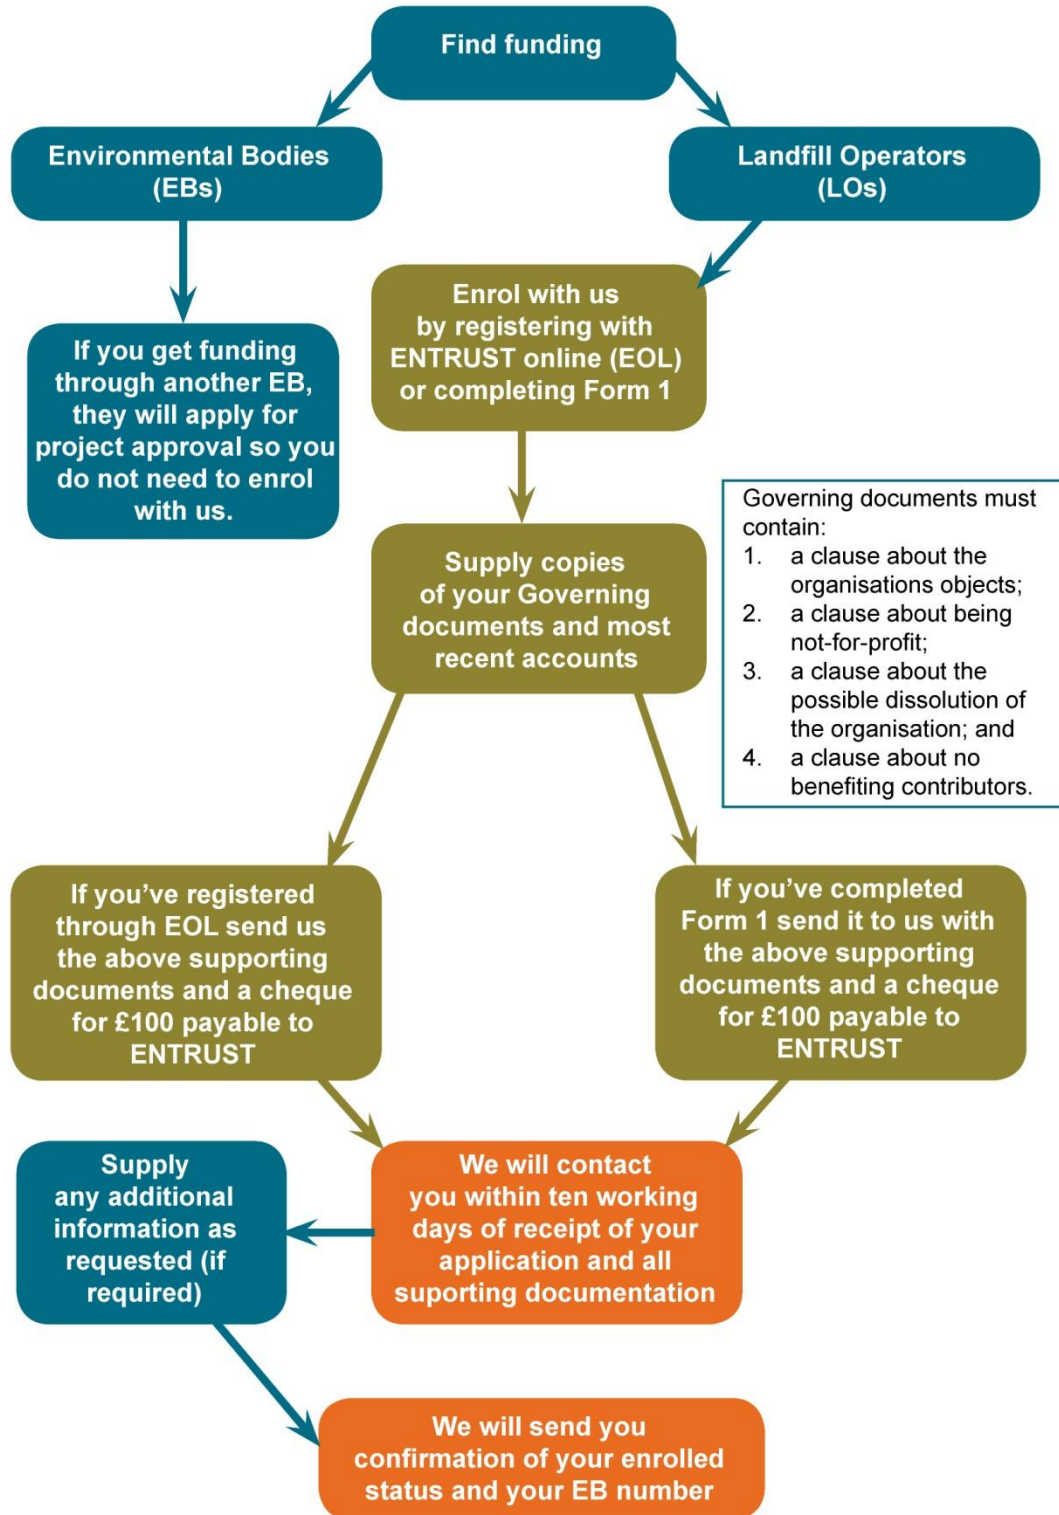 Find funding
Environmental Bodies
(EBs)
Landfill Operators
(LOs)
If you get funding
through another EB,
they will apply for
project approval so you
do not need to enrol
with us.
Enrol with us
by registering with
ENTRUST online (EOL)
or completing Form 1
Supply copies
of your Governing
documents and most
recent accounts
Governing documents must
contain:
1. a clause about the
organisations objects;
2. a clause about being
not-for-profit;
3. a clause about the
possible dissolution of
the organisation; and
4. a clause about no
benefiting contributors.
If you’ve registered
through EOL send us
the above supporting
documents and a cheque
for £100 payable to
ENTRUST
If you’ve completed
Form 1 send it to us with
the above supporting
documents and a cheque
for £100 payable to
ENTRUST
We will contact
you within ten working
days of receipt of your
application and all
suporting documentation
Supply
any additional
information as
requested (if
required)
We will send you
confirmation of your enrolled
status and your EB number